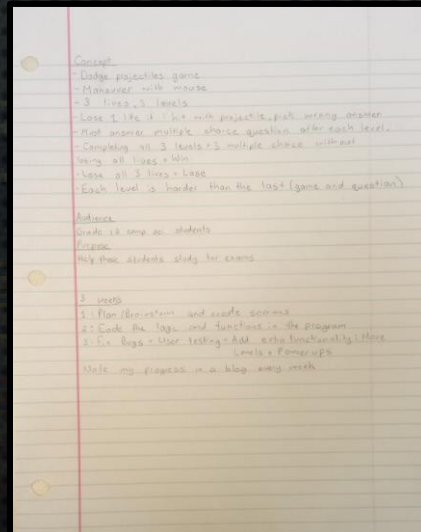 Concept
- Dodge projectiles game
- Maneuver with mouse
- 3 lives, 3 levels
- Lose 1 life if hit with projectile, pick wrong answer
- Must answer multiple choice question after each level.
- Completing all 3 levels + 3 multiple choice without
losing all lives = Win
- Lose all 3 lives = Lose
- Each level is harder than the last (game and question)
Audience
Grade 12 comp sci students
Purpose
Help these students study for exams
3 weeks
1: Plan/Brainstorm and create screens
2: Code the logic and functions in the program
3: Fix Bugs + User testing + Add extra functionality: More
Levels + Powerups
Note my progress in a blog every week